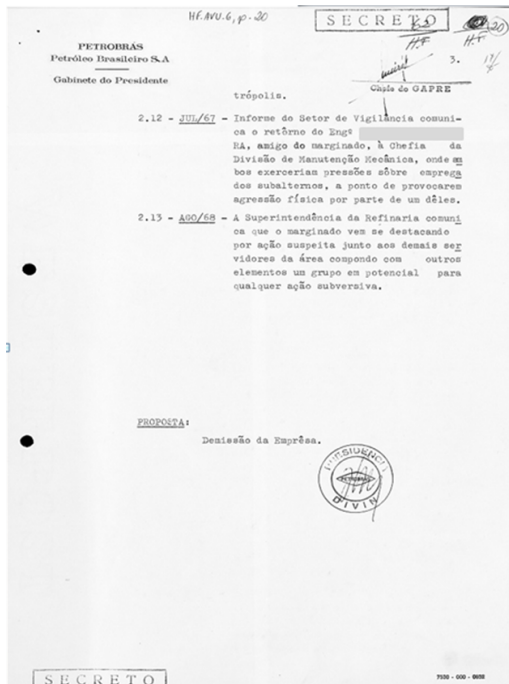 HF.AVU.6, p-20
SECRETO
20
H.F
H.F
PETROBRÁS
Petróleo Brasileiro S.A
Gabinete do Presidente
3.
Chefe do GAPRE
trópolis.
2.12 - JUL/67 - Informe do Setor de Vigilância comuni-
ca o retôrno do Engº
RA, amigo do marginado, à Chefia da
Divisão de Manutenção Mecânica, onde am
bos exerceriam pressões sôbre emprega
dos subalternos, a ponto de provocarem
agressão física por parte de um dêles.
2.13 - AGO/68 - A Superintendência da Refinaria comuni
ca que o marginado vem se destacando
por ação suspeita junto aos demais ser
vidores da área compondo com outros
elementos um grupo em potencial para
qualquer ação subversiva.
PROPOSTA:
Demissão da Emprêsa.
PRESIDÊNCIA
PETROBRÁS
DIVIN
SECRETO
7530 - 000 - 0658